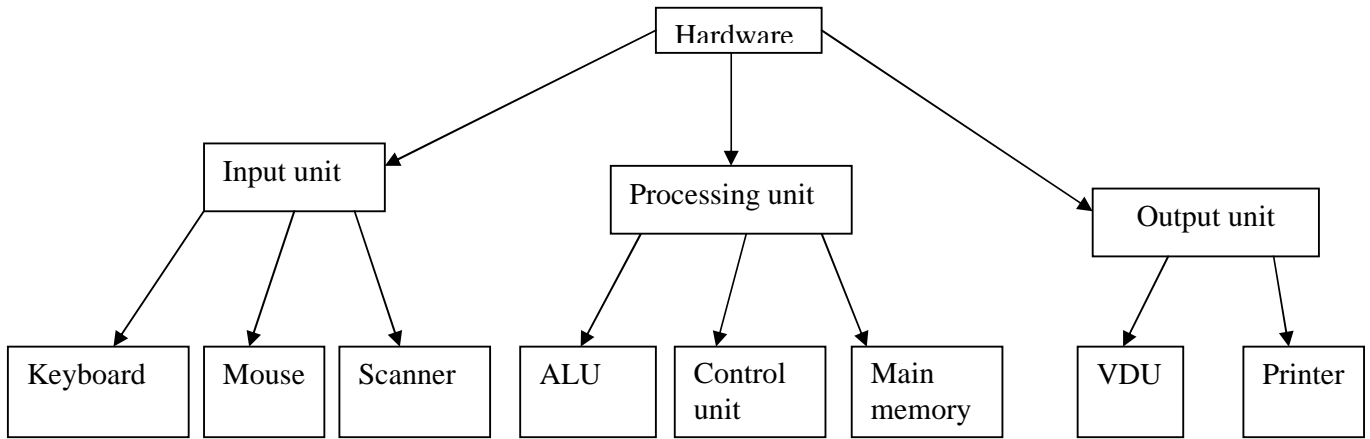 Hardware
Input unit
Processing unit
Output unit
Keyboard
Mouse
Scanner
ALU
Control
unit
Main
memory
VDU
Printer